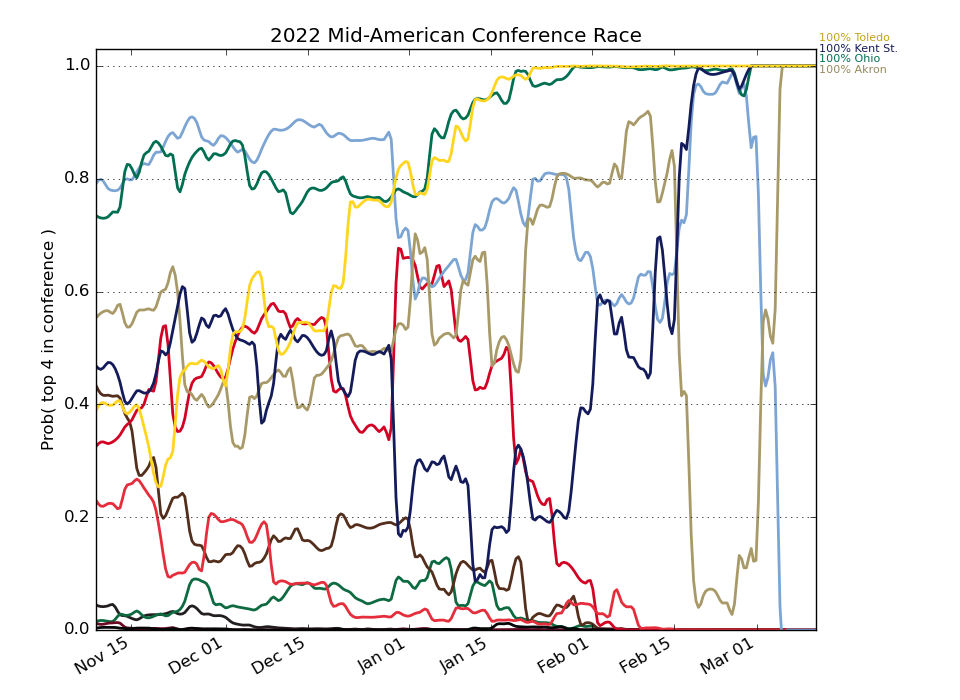 2022 Mid-American Conference Race
100% Toledo
100% Kent St.
100% Ohio
100% Akron
Prob( top 4 in conference )
1.0
0.8
0.6
0.4
0.2
0.0
Nov 15
Dec 01
Dec 15
Jan 01
Jan 15
Feb 01
Feb 15
Mar 01